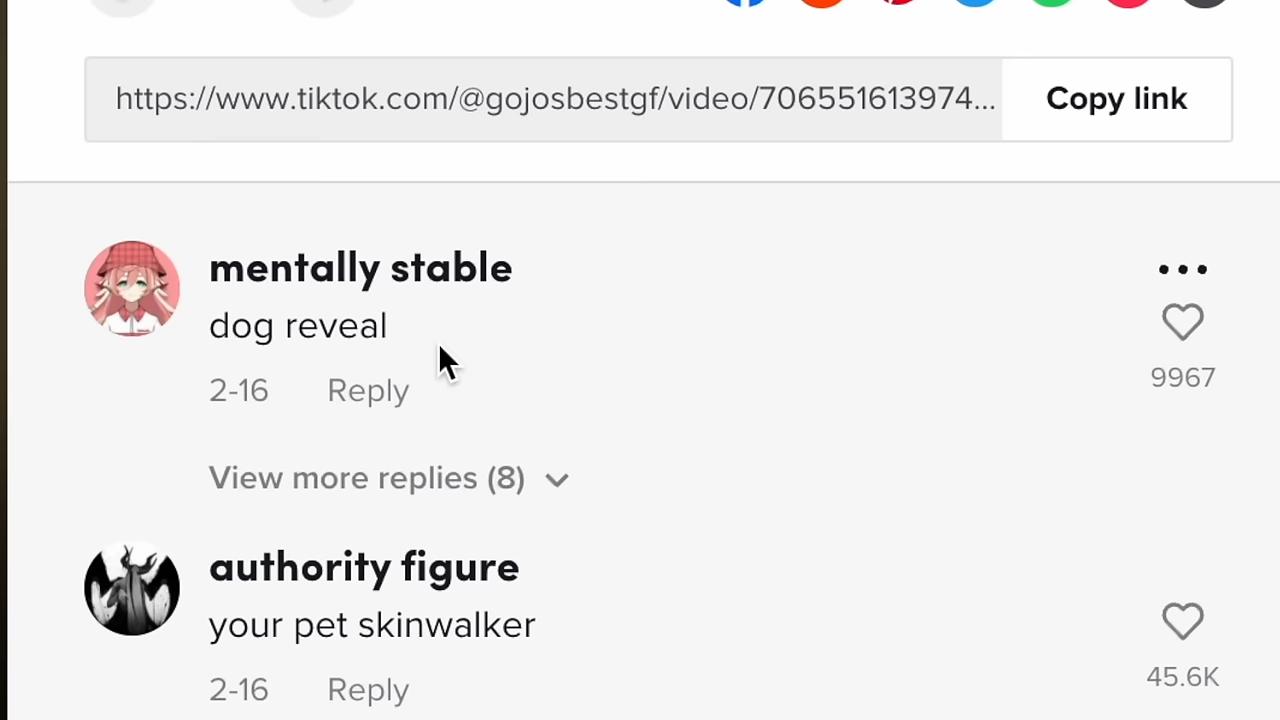 https://www.tiktok.com/@gojosbestgf/video/706551613974... Copy link
mentally stable
dog reveal
9967
2-16 Reply
View more replies (8)
authority figure
your pet skinwalker
45.6K
2-16 Reply